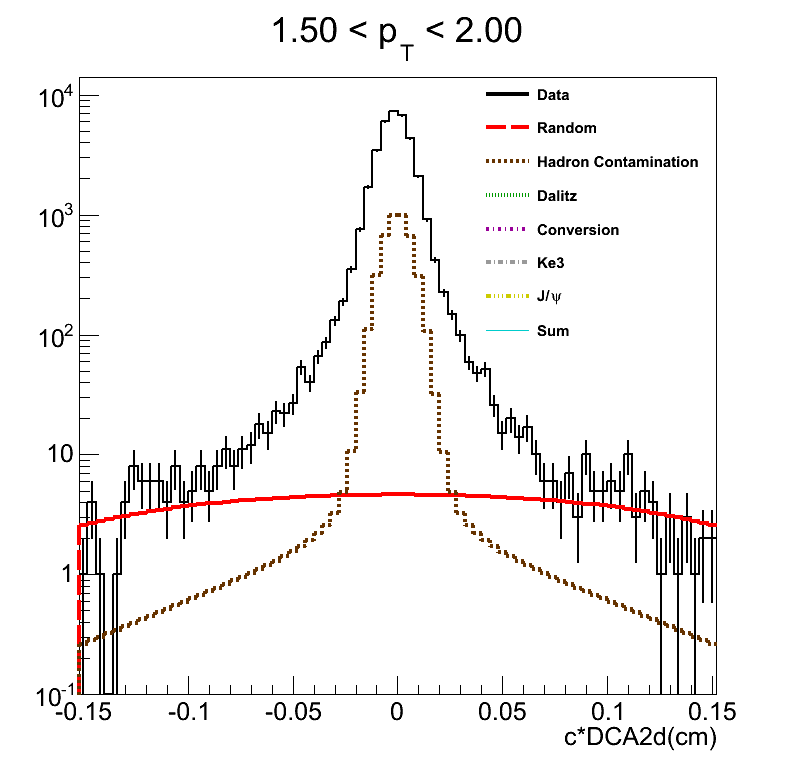 1.50 < p_T < 2.00
10^4
10^3
10^2
10
1
10^-1
Data
Random
Hadron Contamination
Dalitz
Conversion
Ke3
J/ψ
Sum
-0.15 -0.1 -0.05 0 0.05 0.1 0.15
c*DCA2d(cm)